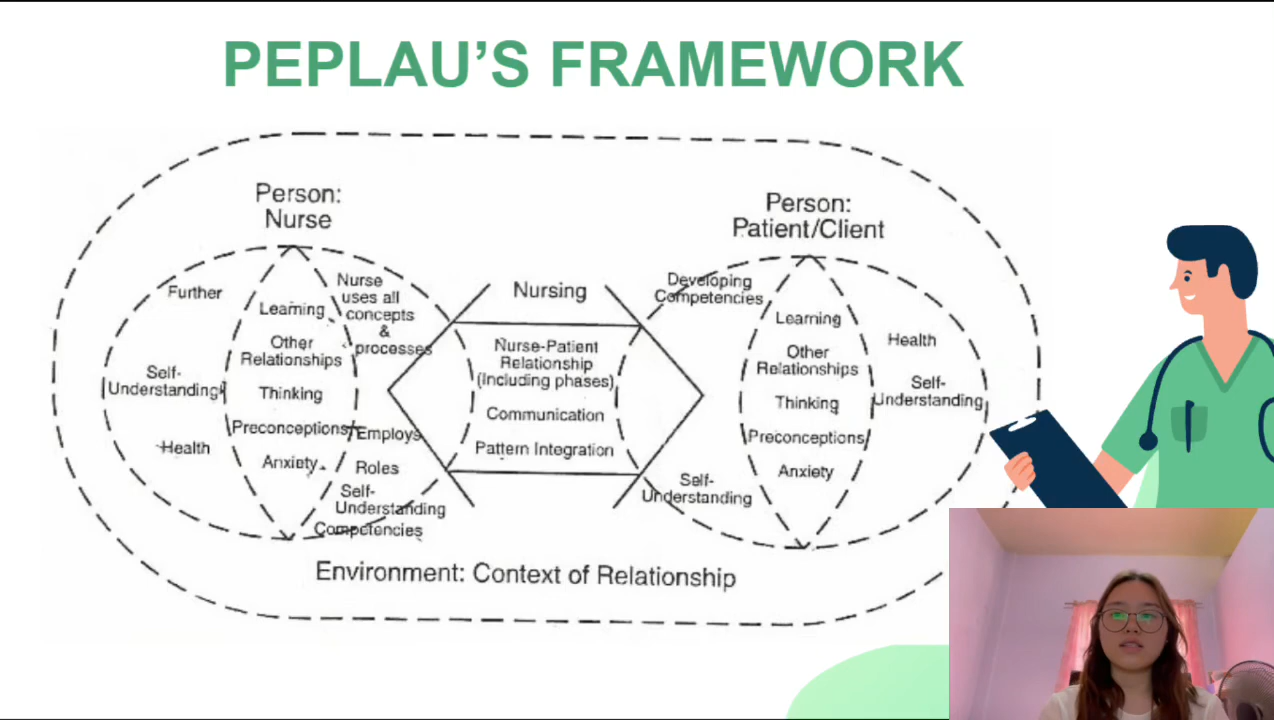 PEPLAU'S FRAMEWORK
Person:
Nurse
Further
Self-
Understanding
Health
Learning
Other
Relationships
Thinking
Preconceptions
Anxiety
Nurse
uses all
concepts
&
processes
Employs
Roles
Self-
Understanding
Competencies
Nursing
Nurse-Patient
Relationship
(Including phases)
Communication
Pattern Integration
Person:
Patient/Client
Developing
Competencies
Self-
Understanding
Learning
Other
Relationships
Thinking
Preconceptions
Anxiety
Health
Self-
Understanding
Environment: Context of Relationship